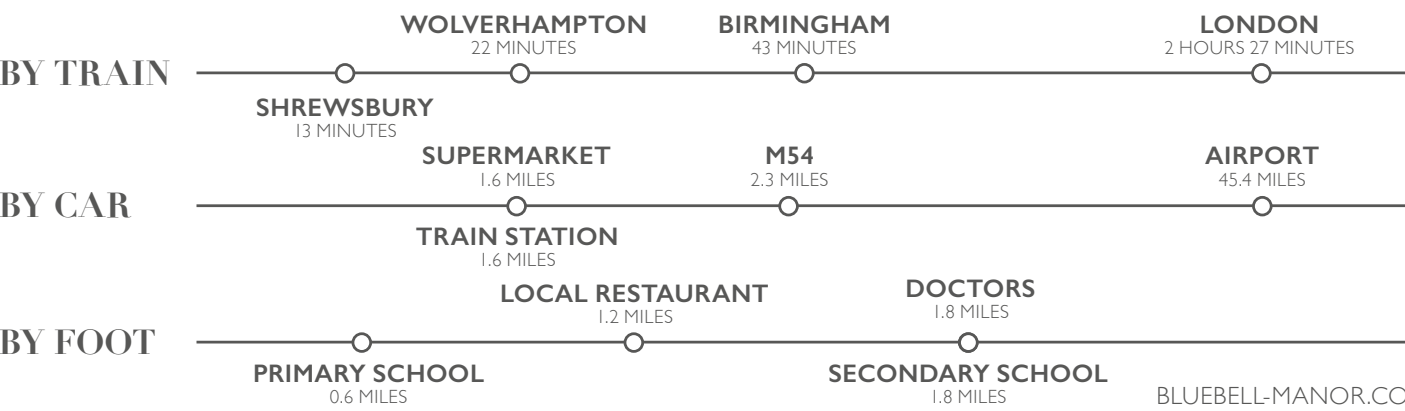 BY TRAIN
WOLVERHAMPTON
22 MINUTES
BIRMINGHAM
43 MINUTES
LONDON
2 HOURS 27 MINUTES
SHREWSBURY
13 MINUTES
BY CAR
SUPERMARKET
1.6 MILES
M54
2.3 MILES
AIRPORT
45.4 MILES
TRAIN STATION
1.6 MILES
BY FOOT
LOCAL RESTAURANT
1.2 MILES
DOCTORS
1.8 MILES
PRIMARY SCHOOL
0.6 MILES
SECONDARY SCHOOL
1.8 MILES
BLUEBELL-MANOR.CO